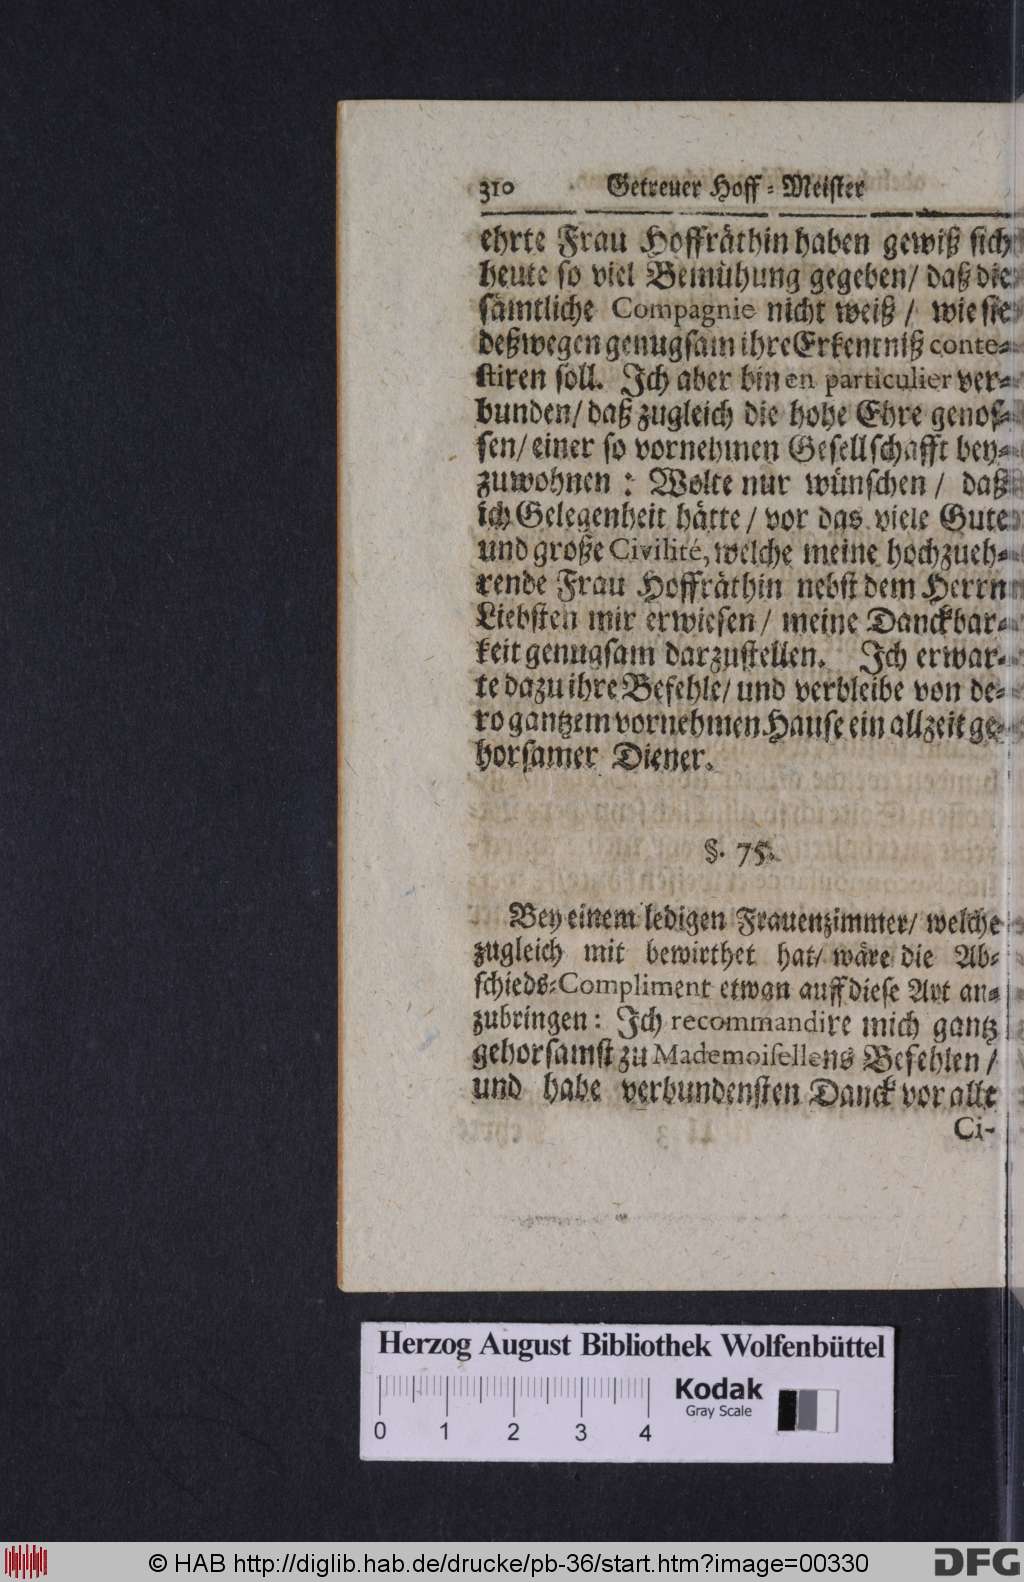 310 Getreuer Hoff-Meister
ehrte Frau Hoffräthin haben gewiß sich
heute so viel Bemühung gegeben/ daß die
sämtliche Compagnie nicht weiß / wie sie
deßwegen genugsam ihre Erkentniß conte-
stiren soll. Ich aber bin en particulier ver-
bunden/ daß zugleich die hohe Ehre genos-
sen/ einer so vornehmen Gesellschafft bey-
zuwohnen : Wolte nur wünschen / daß
ich Gelegenheit hätte / vor das viele Gute
und große Civilité, welche meine hochzueh-
rende Frau Hoffräthin nebst dem Herrn
Liebsten mir erwiesen / meine Danckbar-
keit genugsam darzustellen. Ich erwar-
te dazu ihre Befehle/ und verbleibe von de-
ro gantzem vornehmen Hause ein allzeit ge-
horsamer Diener.
§. 75.
Bey einem ledigen Frauenzimmer/ welche
zugleich mit bewirthet hat/ wäre die Ab-
schieds-Compliment etwan auff diese Art an-
zubringen: Ich recommandire mich gantz
gehorsamst zu Mademoisellens Befehlen /
und habe verbundensten Danck vor alle
Ci-
Herzog August Bibliothek Wolfenbüttel
Kodak
Gray Scale
0 1 2 3 4
© HAB http://diglib.hab.de/drucke/pb-36/start.htm?image=00330
DFG